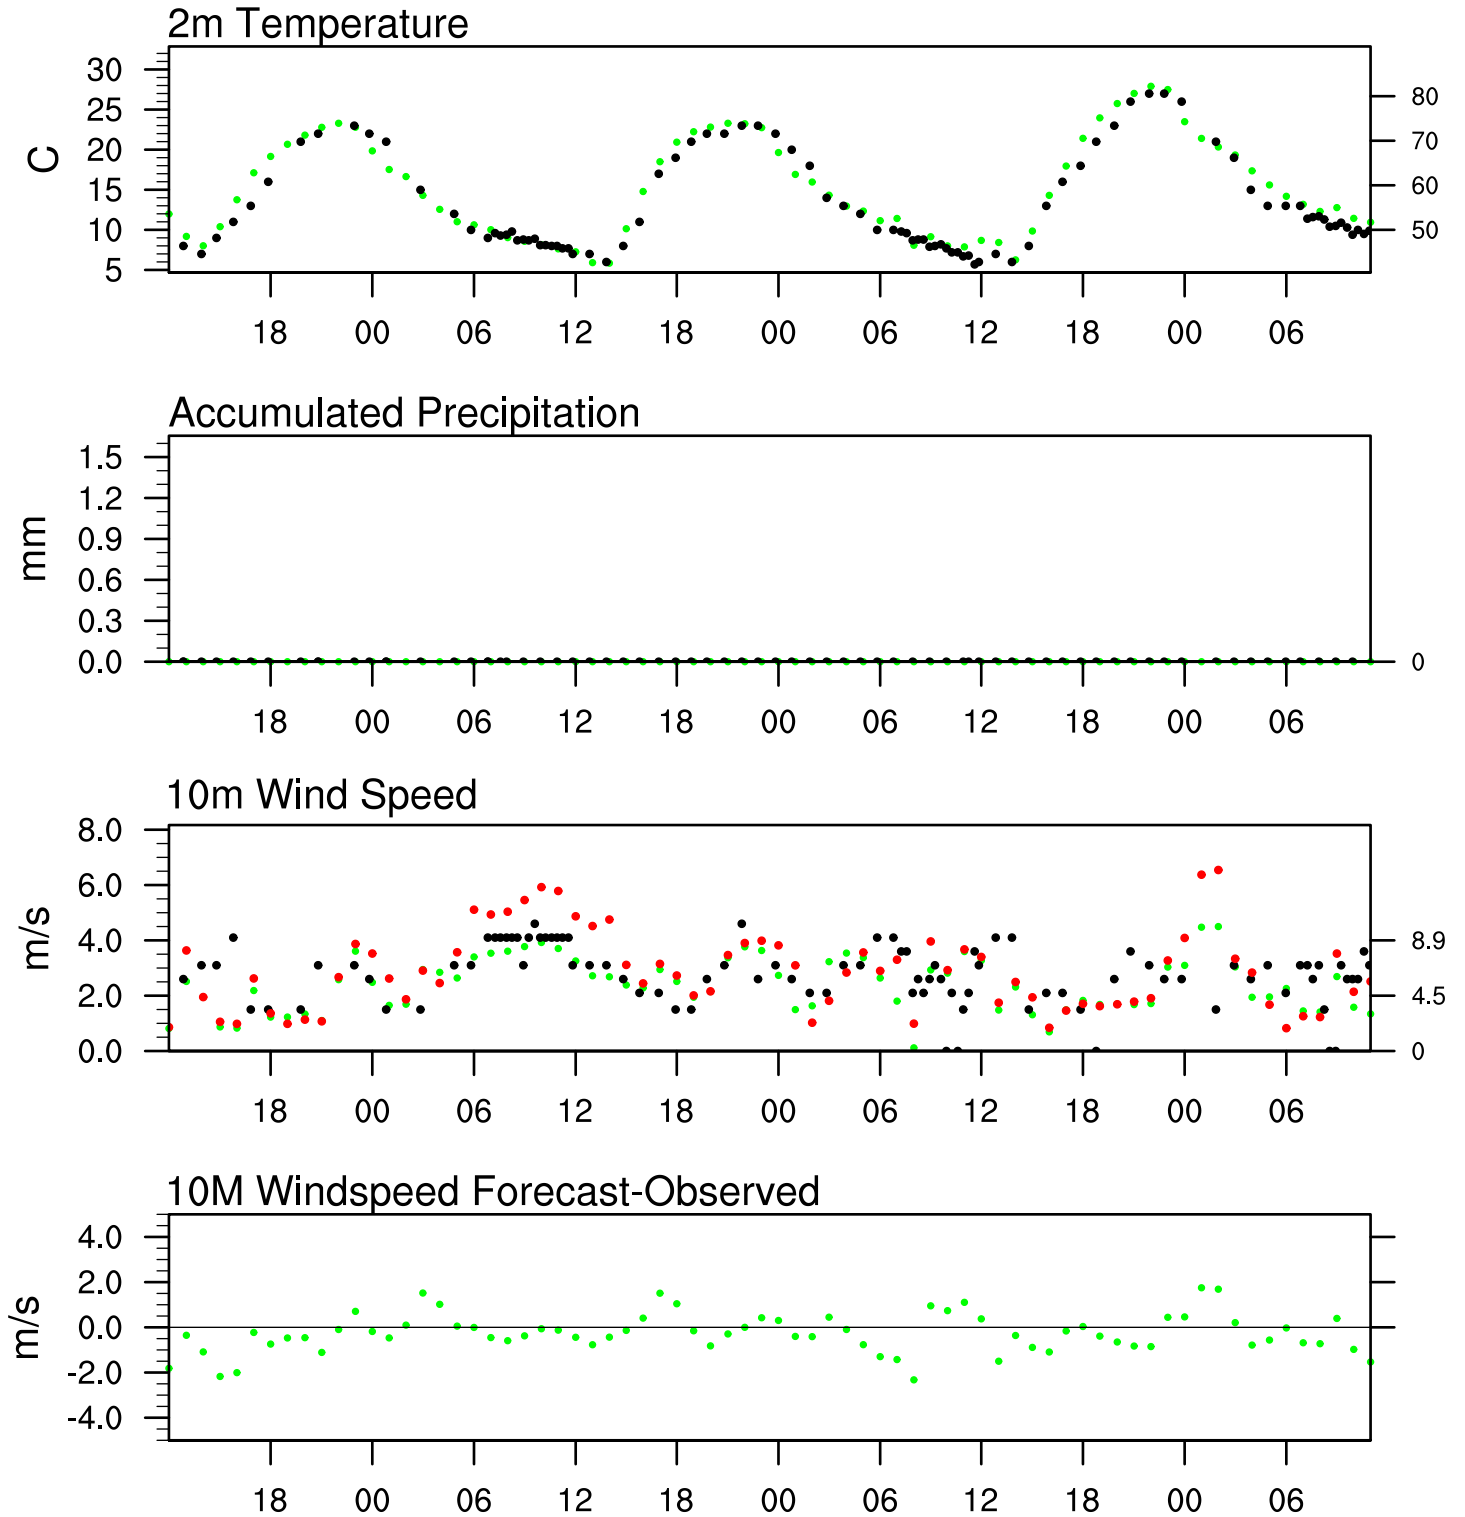 2m Temperature
30
25
20
15
10
5
C
80
70
60
50
18 00 06 12 18 00 06 12 18 00 06
Accumulated Precipitation
1.5
1.2
0.9
0.6
0.3
0.0
mm
0
18 00 06 12 18 00 06 12 18 00 06
10m Wind Speed
8.0
6.0
4.0
2.0
0.0
m/s
8.9
4.5
0
18 00 06 12 18 00 06 12 18 00 06
10M Windspeed Forecast-Observed
4.0
2.0
0.0
-2.0
-4.0
m/s
18 00 06 12 18 00 06 12 18 00 06